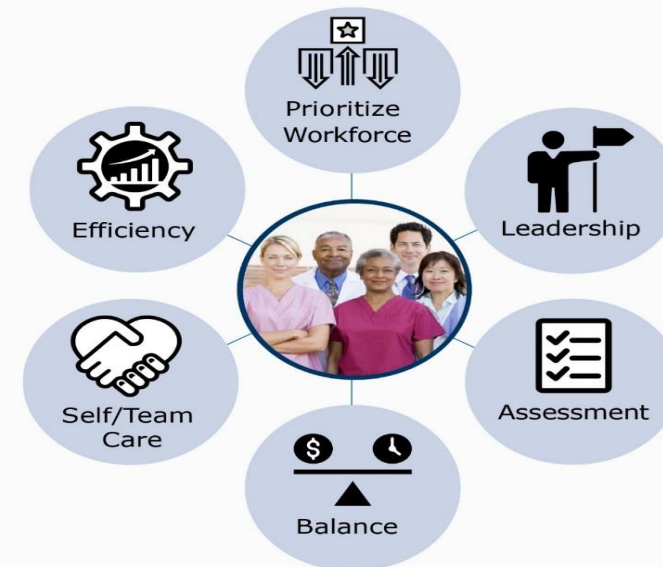 Prioritize
Workforce
Efficiency
Leadership
Self/Team
Care
Assessment
$
Balance